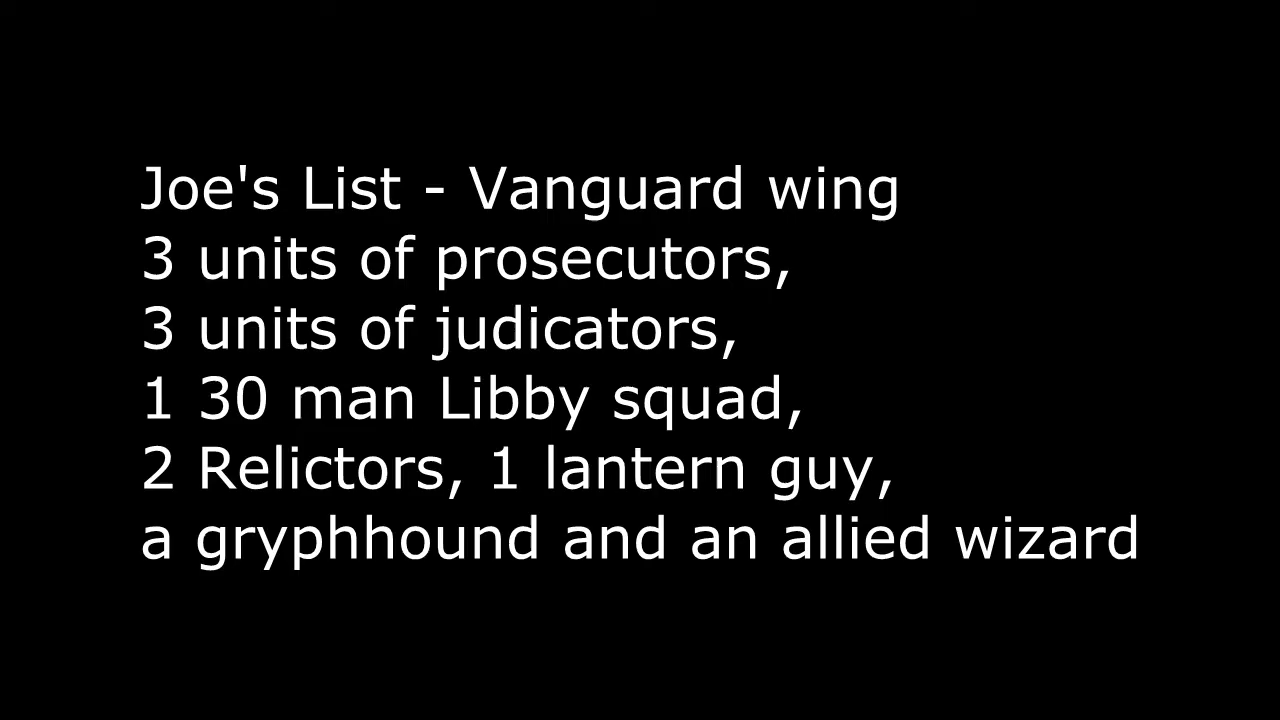 Joe's List - Vanguard wing
3 units of prosecutors,
3 units of judicators,
1 30 man Libby squad,
2 Relictors, 1 lantern guy,
a gryphhound and an allied wizard